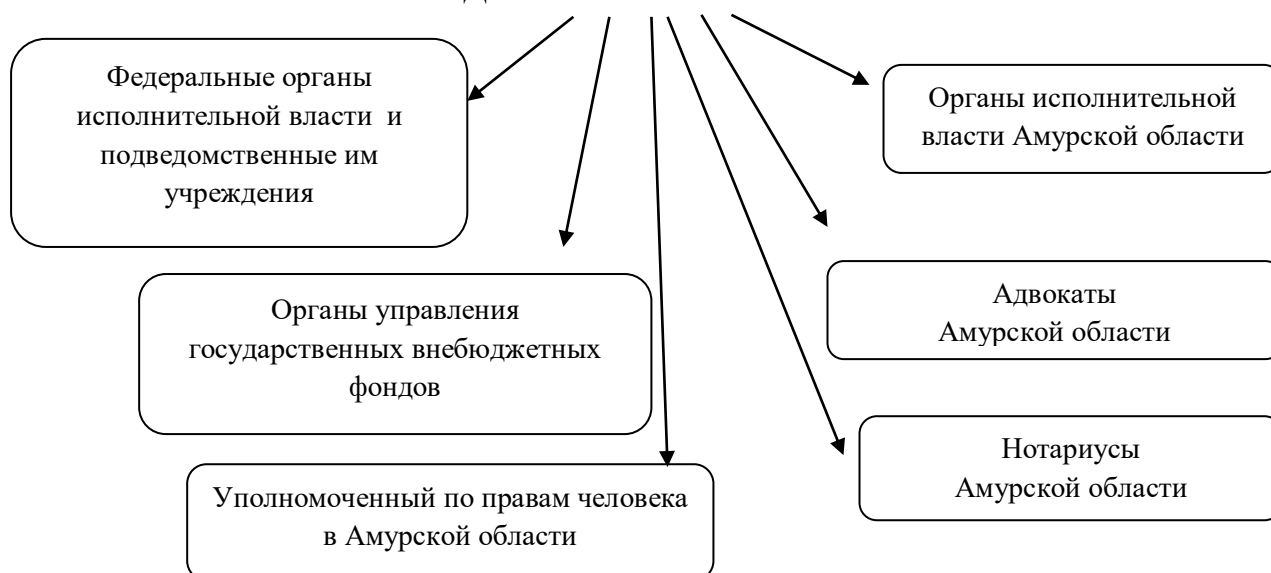 Федеральные органы
исполнительной власти и
подведомственные им
учреждения
Органы исполнительной
власти Амурской области
Органы управления
государственных внебюджетных
фондов
Адвокаты
Амурской области
Уполномоченный по правам человека
в Амурской области
Нотариусы
Амурской области